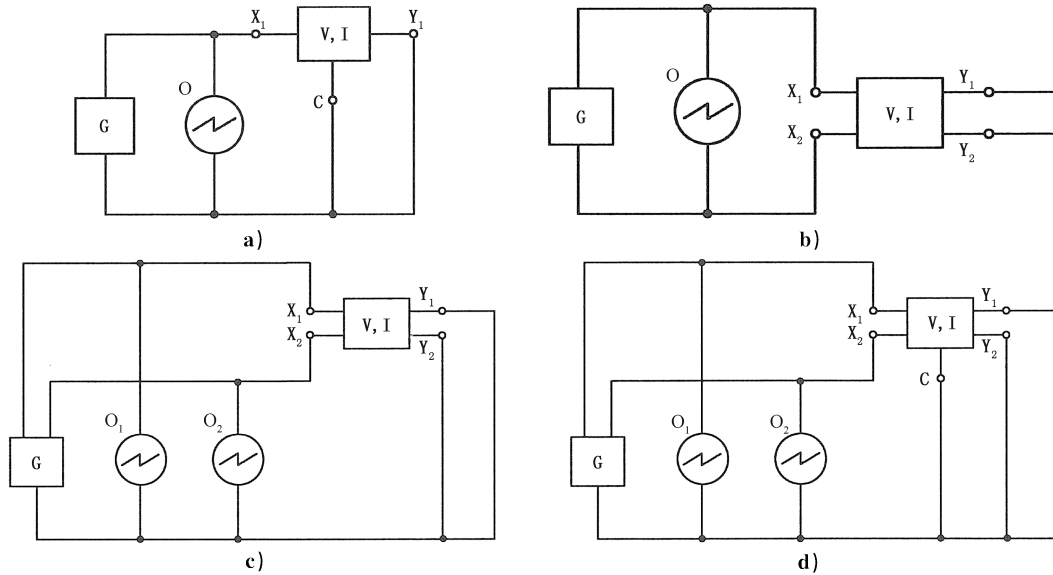 X₁ V, I Y₁
O
C
G
a)
O
X₁ Y₁
G V, I
X₂ Y₂
b)
Y₁
X₁
V, I
X₂
Y₂
O₁ O₂
G
c)
Y₁
X₁
V, I
X₂
Y₂
C
O₁ O₂
G
d)